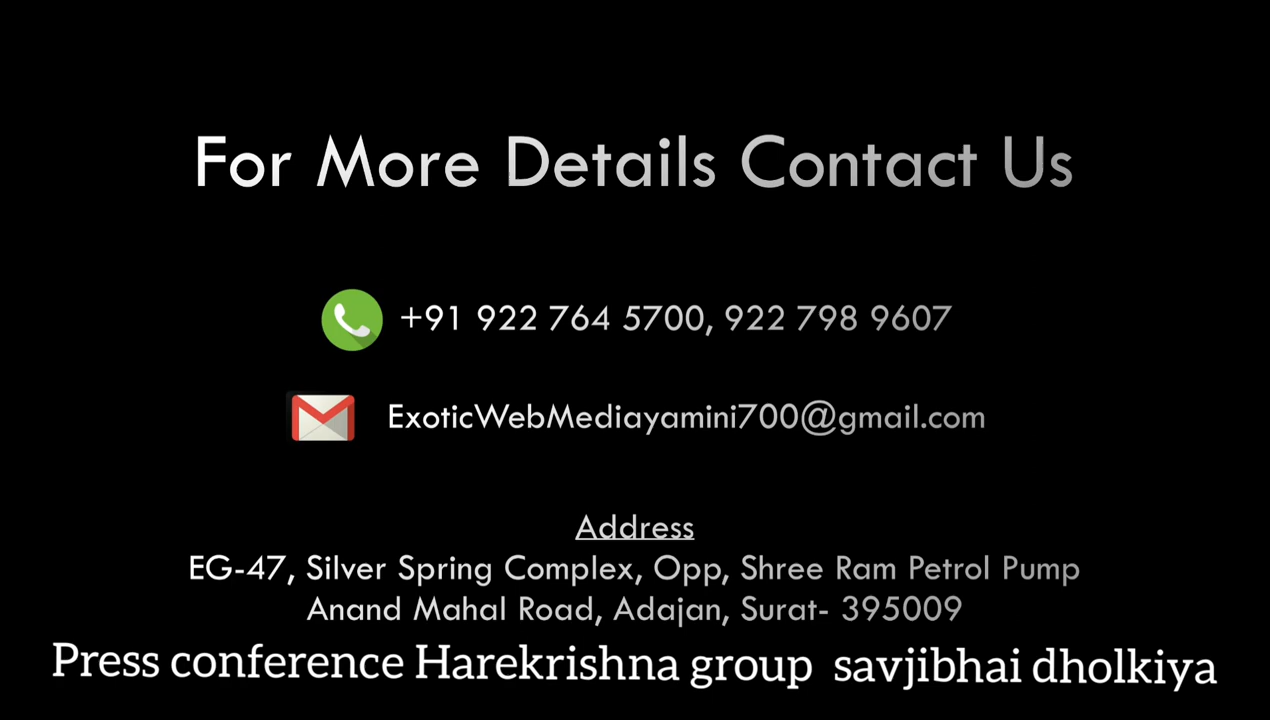 For More Details Contact Us
+91 922 764 5700, 922 798 9607
ExoticWebMediayamini700@gmail.com
Address
EG-47, Silver Spring Complex, Opp, Shree Ram Petrol Pump
Anand Mahal Road, Adajan, Surat- 395009
Press conference Harekrishna group savjibhai dholkiya